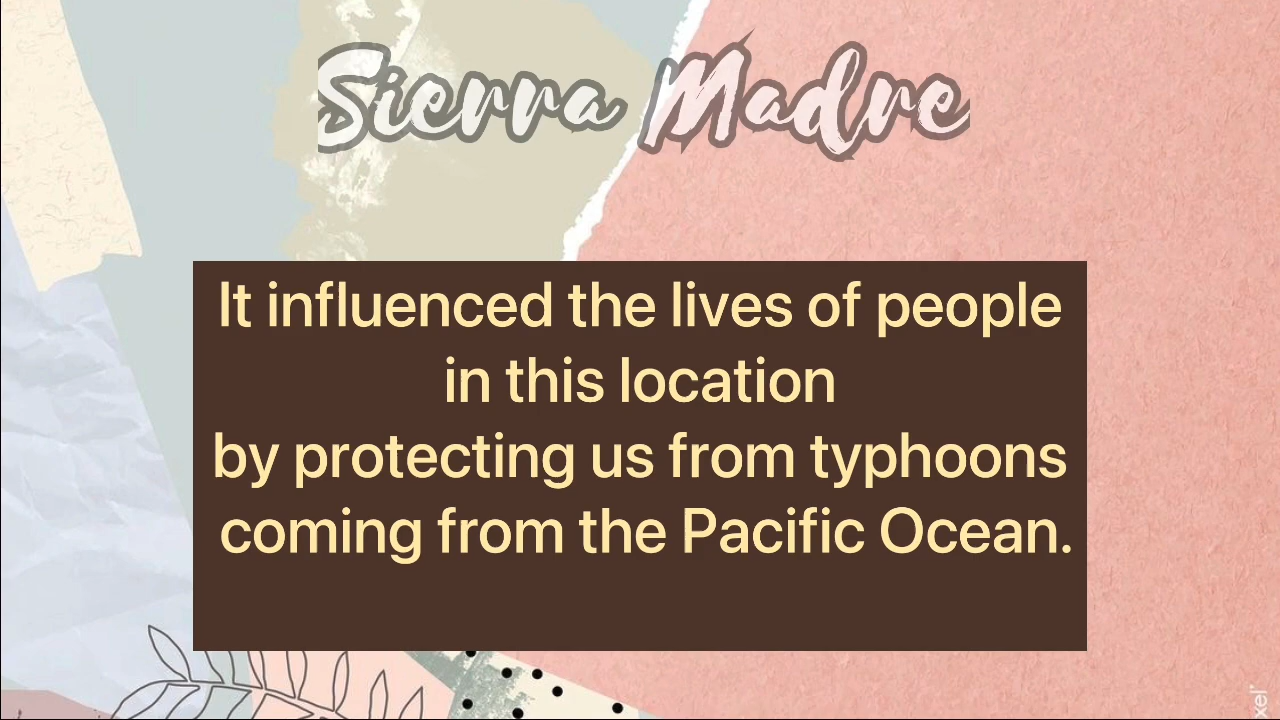 Sierra Madre
It influenced the lives of people
in this location
by protecting us from typhoons
coming from the Pacific Ocean.
xel